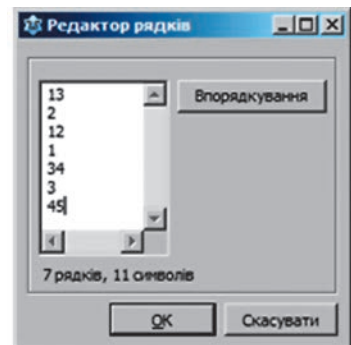 Редактор рядків
13
2
12
1
34
3
45
Впорядкування
7 рядків, 11 символів
OK
Скасувати